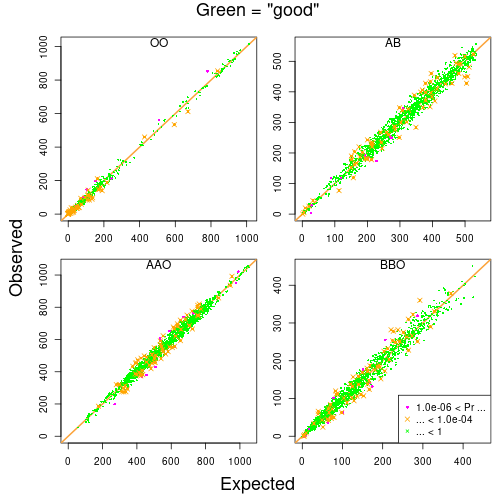 Green = "good"
OO
AB
0 200 400 600 800 1000
0 200 400 600 800 1000
0 100 200 300 400 500
0 100 200 300 400 500
Observed
AAO
BBO
0 200 400 600 800 1000
0 200 400 600 800 1000
0 100 200 300 400
0 100 200 300 400
1.0e-06 < Pr ...
... < 1.0e-04
... < 1
Expected